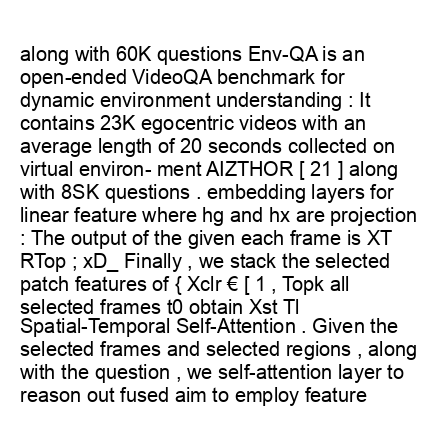 along with 60K questions Env-QA is an
open-ended VideoQA benchmark for
dynamic environment understanding : It
contains 23K egocentric videos with an
average length of 20 seconds collected on
virtual environ- ment AIZTHOR [ 21 ] along
with 8SK questions . embedding layers for
linear feature where hg and hx are projection
: The output of the given each frame is XT
RTop ; xD_ Finally , we stack the selected
patch features of { Xclr € [ 1 , Topk all
selected frames t0 obtain Xst Tl
Spatial-Temporal Self-Attention . Given the
selected frames and selected regions , along
with the question , we self-attention layer to
reason out fused aim to employ feature